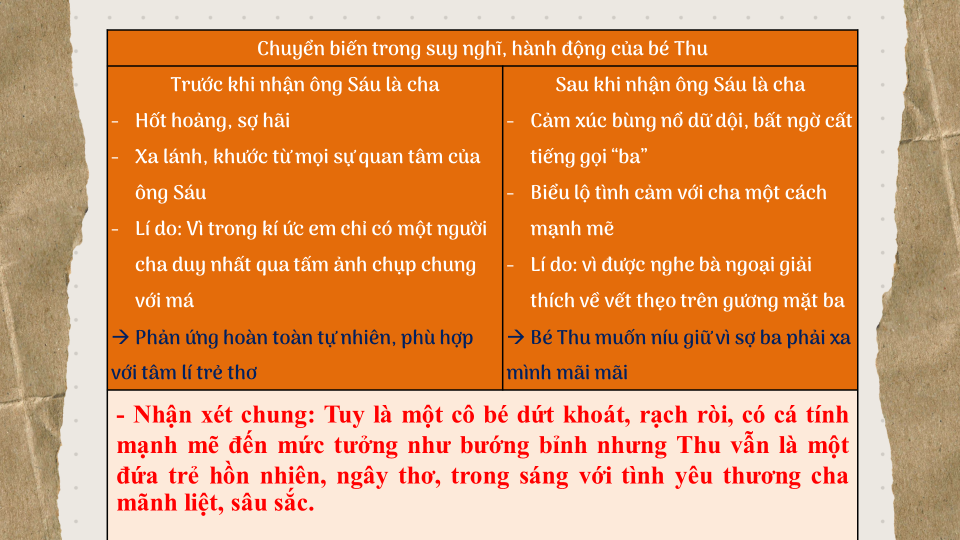 Chuyển biến trong suy nghĩ, hành động của bé Thu
Trước khi nhận ông Sáu là cha
- Hốt hoảng, sợ hãi
- Xa lánh, khước từ mọi sự quan tâm của
ông Sáu
- Lí do: Vì trong kí ức em chỉ có một người
cha duy nhất qua tấm ảnh chụp chung
với má
→ Phản ứng hoàn toàn tự nhiên, phù hợp
với tâm lí trẻ thơ
Sau khi nhận ông Sáu là cha
- Cảm xúc bùng nổ dữ dội, bất ngờ cất
tiếng gọi “ba”
- Biểu lộ tình cảm với cha một cách
mạnh mẽ
- Lí do: vì được nghe bà ngoại giải
thích về vết thẹo trên gương mặt ba
→ Bé Thu muốn níu giữ vì sợ ba phải xa
mình mãi mãi
- Nhận xét chung: Tuy là một cô bé dứt khoát, rạch ròi, có cá tính
mạnh mẽ đến mức tưởng như bướng bỉnh nhưng Thu vẫn là một
đứa trẻ hồn nhiên, ngây thơ, trong sáng với tình yêu thương cha
mãnh liệt, sâu sắc.